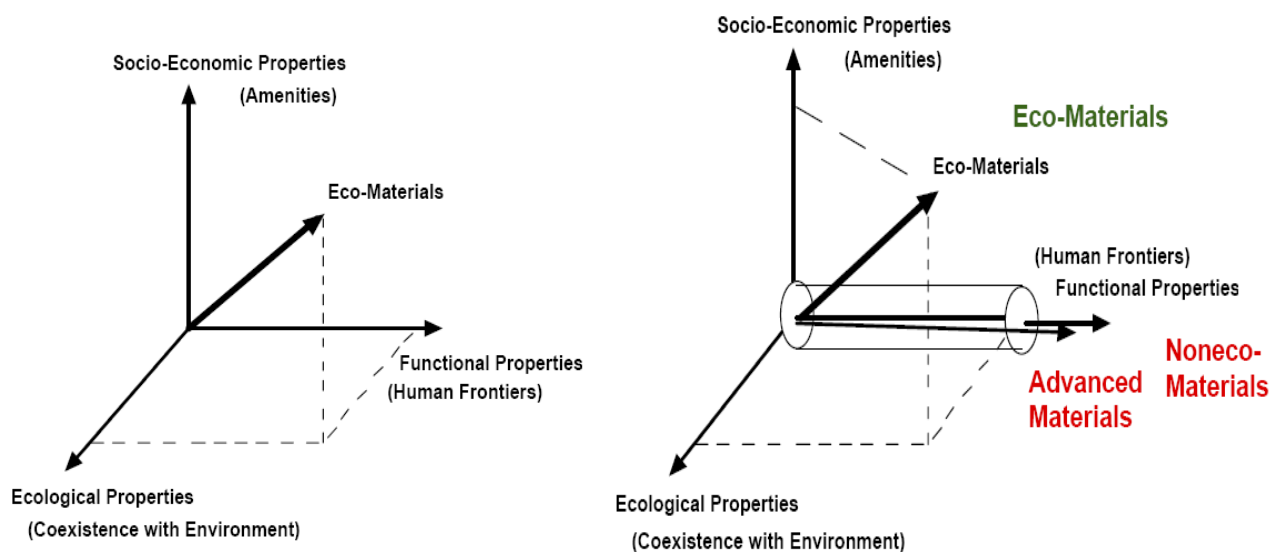 Socio-Economic Properties
(Amenities)
Eco-Materials
Functional Properties
(Human Frontiers)
Ecological Properties
(Coexistence with Environment)
Socio-Economic Properties
(Amenities)
Eco-Materials
Eco-Materials
(Human Frontiers)
Functional Properties
Noneco-
Materials
Advanced
Materials
Ecological Properties
(Coexistence with Environment)